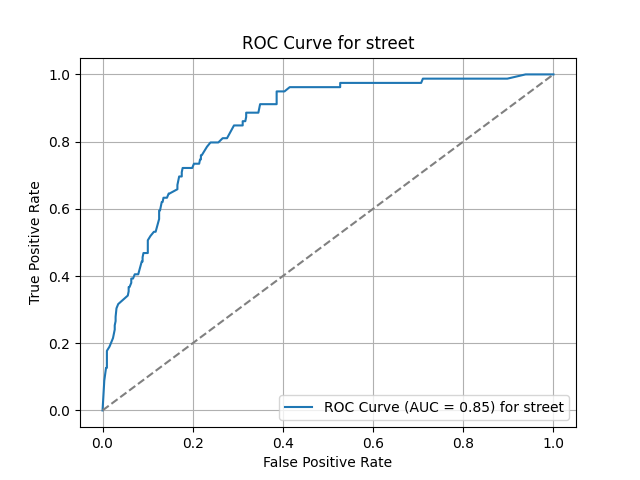 ROC Curve for street
True Positive Rate
1.0
0.8
0.6
0.4
0.2
0.0
ROC Curve (AUC = 0.85) for street
0.0 0.2 0.4 0.6 0.8 1.0
False Positive Rate